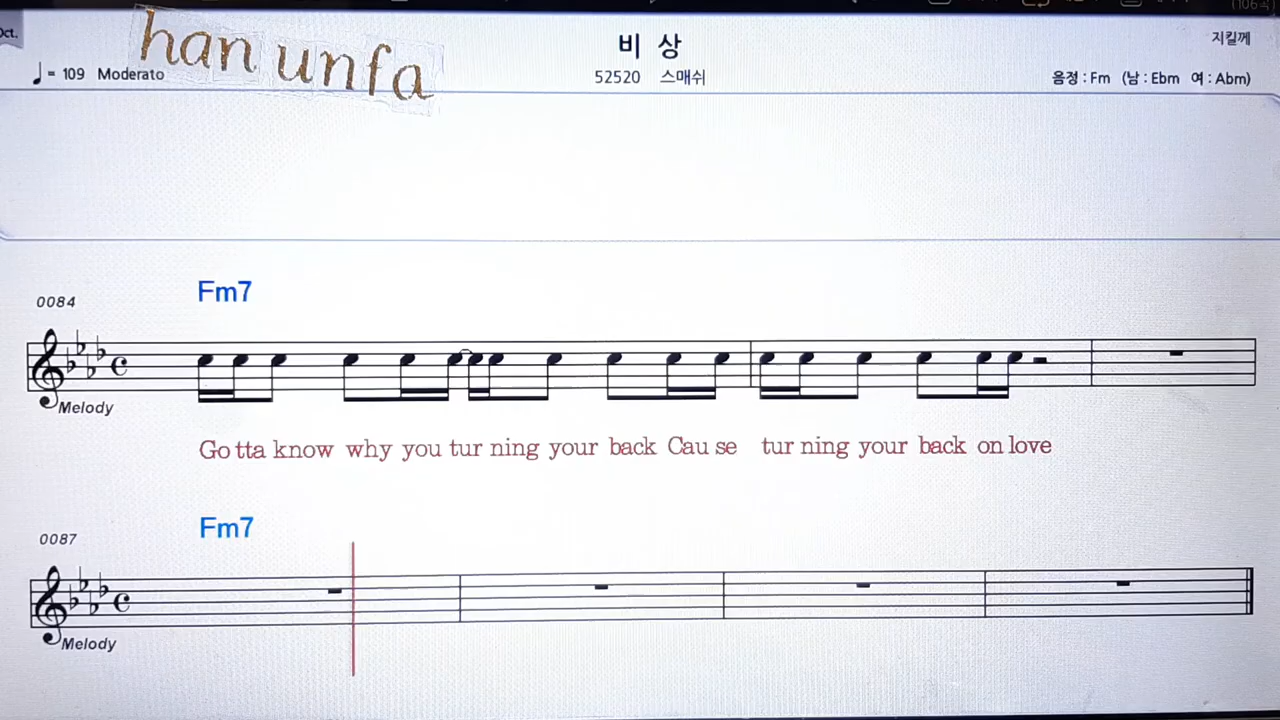 Oct.
han unfa
비 상
지킬께
♩= 109 Moderato
52520 스매쉬
음정 : Fm (남 : Ebm 여 : Abm)
Fm7
0084
Melody
Go tta know why you tur ning your back Cau se tur ning your back on love
Fm7
0087
Melody